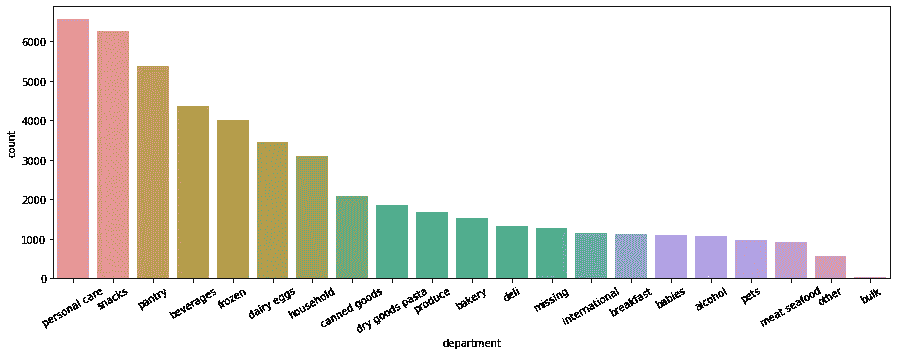 6000
5000
4000
3000
2000
1000
0
count
personal care
snacks
pantry
beverages
frozen
dairy eggs
household
canned goods
dry goods pasta
produce
bakery
deli
missing
international
breakfast
babies
alcohol
pets
meat seafood
other
bulk
department